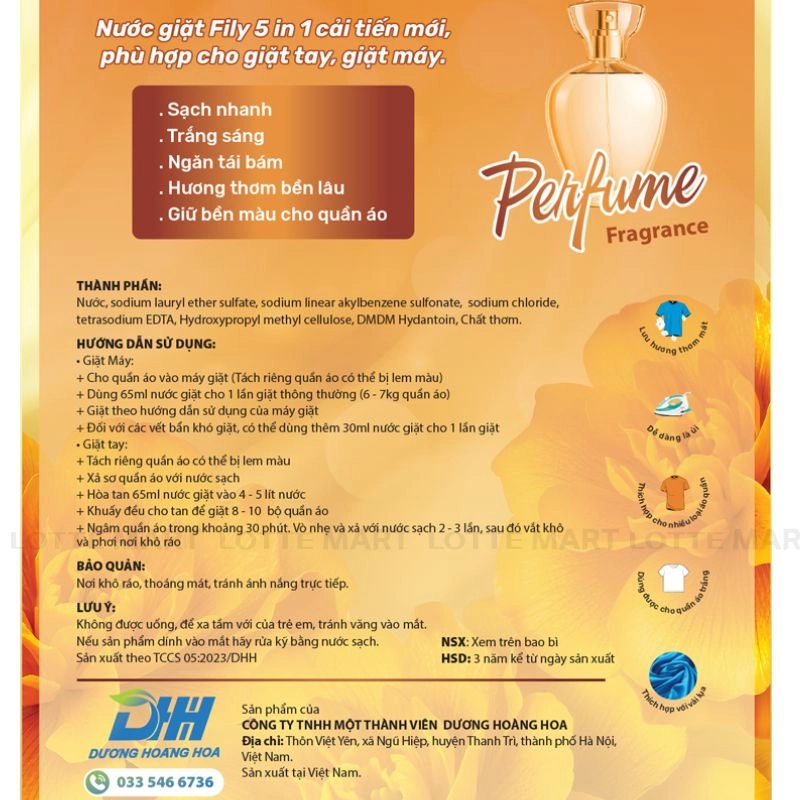 Nước giặt Fily 5 in 1 cải tiến mới,
phù hợp cho giặt tay, giặt máy.
. Sạch nhanh
. Trắng sáng
. Ngăn tái bám
. Hương thơm bền lâu
. Giữ bền màu cho quần áo
Perfume
Fragrance
THÀNH PHẦN:
Nước, sodium lauryl ether sulfate, sodium linear akylbenzene sulfonate, sodium chloride,
tetrasodium EDTA, Hydroxypropyl methyl cellulose, DMDM Hydantoin, Chất thơm.
HƯỚNG DẪN SỬ DỤNG:
• Giặt Máy:
+ Cho quần áo vào máy giặt (Tách riêng quần áo có thể bị lem màu)
+ Dùng 65ml nước giặt cho 1 lần giặt thông thường (6 - 7kg quần áo)
+ Giặt theo hướng dẫn sử dụng của máy giặt
+ Đối với các vết bẩn khó giặt, có thể dùng thêm 30ml nước giặt cho 1 lần giặt
• Giặt tay:
+ Tách riêng quần áo có thể bị lem màu
+ Xả sơ quần áo với nước sạch
+ Hòa tan 65ml nước giặt vào 4 - 5 lít nước
+ Khuấy đều cho tan để giặt 8 - 10 bộ quần áo
+ Ngâm quần áo trong khoảng 30 phút. Vò nhẹ và xả với nước sạch 2 - 3 lần, sau đó vắt khô
và phơi nơi khô ráo
LOTTE MART LOTTE MART LOTTE MART LOTTE MART
BẢO QUẢN:
Nơi khô ráo, thoáng mát, tránh ánh nắng trực tiếp.
LƯU Ý:
Không được uống, để xa tầm với của trẻ em, tránh văng vào mắt.
Nếu sản phẩm dính vào mắt hãy rửa kỹ bằng nước sạch.
Sản xuất theo TCCS 05:2023/DHH
NSX: Xem trên bao bì
HSD: 3 năm kể từ ngày sản xuất
Lưu hương thơm mát
Dễ dàng là ủi
Thích hợp cho nhiều loại áo quần
Dùng được cho quần áo trắng
Thích hợp với vải lụa
DHH
DƯƠNG HOÀNG HOA
033 546 6736
Sản phẩm của
CÔNG TY TNHH MỘT THÀNH VIÊN DƯƠNG HOÀNG HOA
Địa chỉ: Thôn Việt Yên, xã Ngũ Hiệp, huyện Thanh Trì, thành phố Hà Nội,
Việt Nam.
Sản xuất tại Việt Nam.